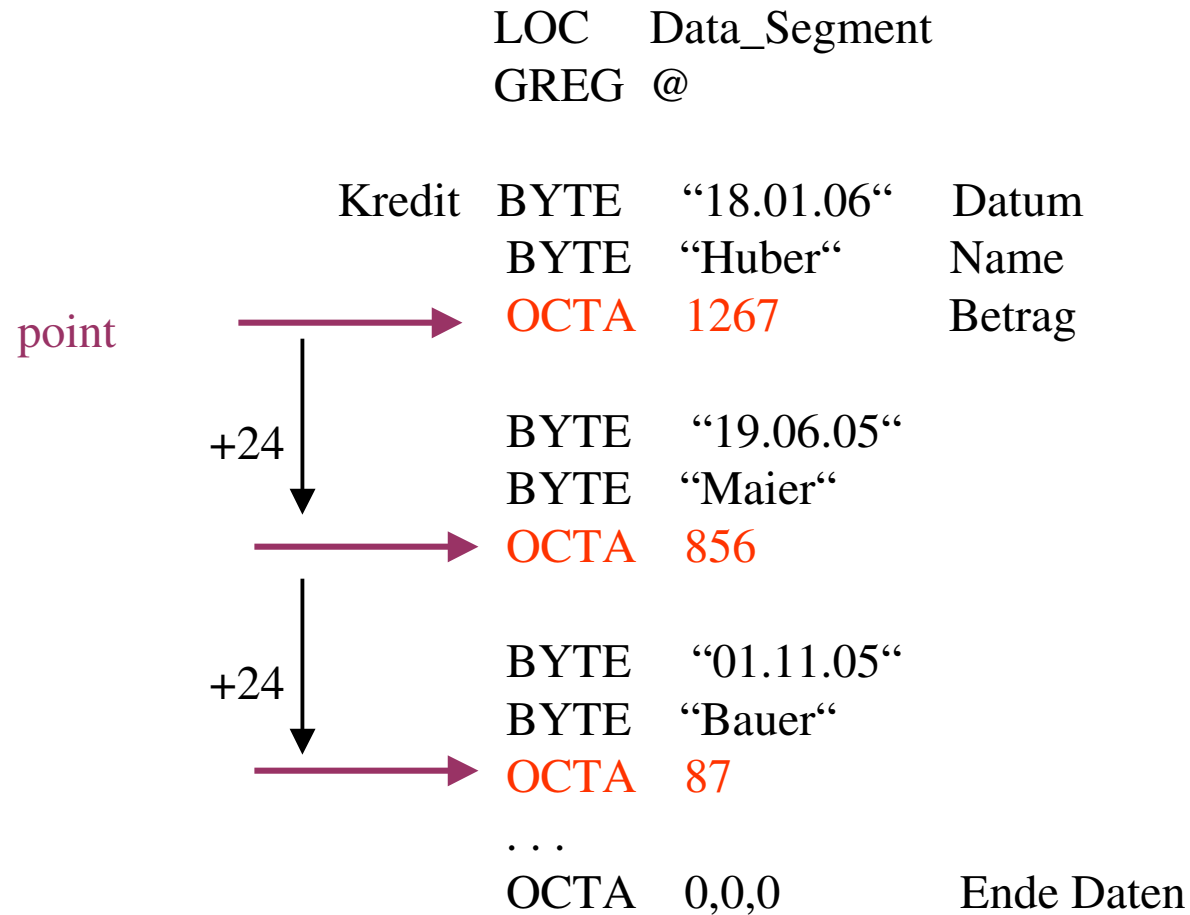 LOC Data_Segment
GREG @
Kredit BYTE “18.01.06“ Datum
BYTE “Huber“ Name
point OCTA 1267 Betrag
+24 BYTE “19.06.05“
BYTE “Maier“
OCTA 856
+24 BYTE “01.11.05“
BYTE “Bauer“
OCTA 87
. . .
OCTA 0,0,0 Ende Daten